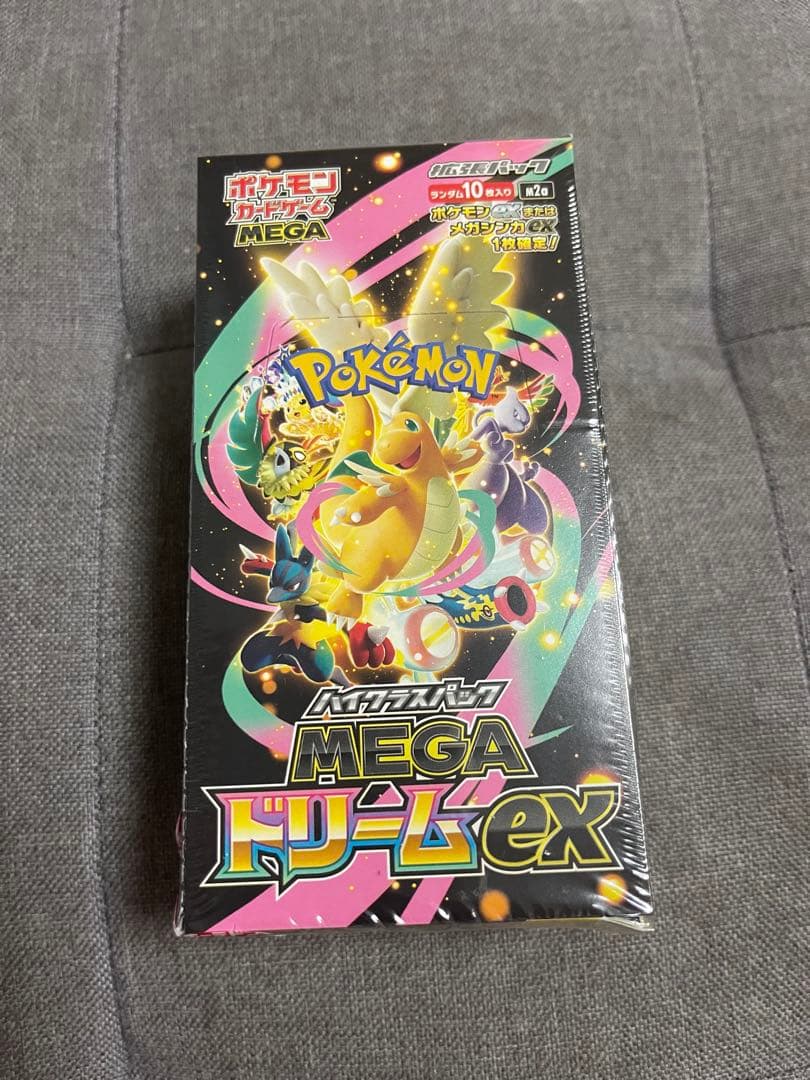 ポケモン
カードゲーム
MEGA
拡張パック
ランダム10枚入り M2a
ポケモンexまたは
メガシンカex
1枚確定!
POKéMON
TM
ハイクラスパック
MEGA
ドリームex